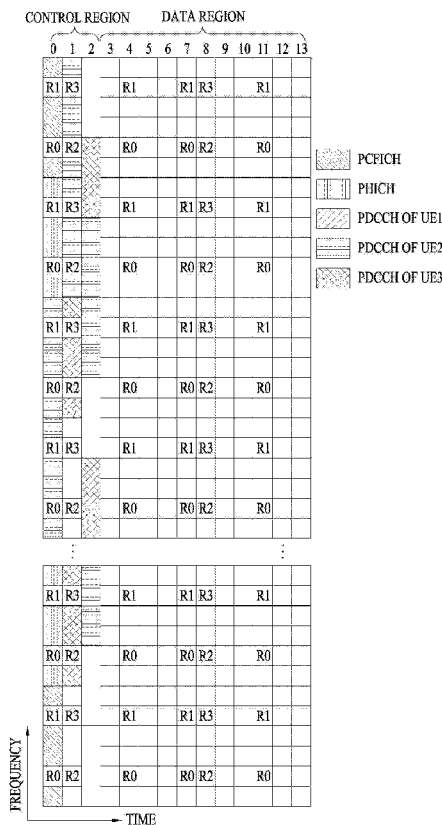 CONTROL REGION DATA REGION
0 1 2 3 4 5 6 7 8 9 10 11 12 13
R1 R3 R1 R1 R3 R1
R0 R2 R0 R0 R2 R0
R1 R3 R1 R1 R3 R1
R0 R2 R0 R0 R2 R0
R1 R3 R1 R1 R3 R1
R0 R2 R0 R0 R2 R0
R1 R3 R1 R1 R3 R1
R0 R2 R0 R0 R2 R0
R1 R3 R1 R1 R3 R1
R0 R2 R0 R0 R2 R0
R1 R3 R1 R1 R3 R1
R0 R2 R0 R0 R2 R0
FREQUENCY
TIME
PCFICH
PHICH
PDCCH OF UE1
PDCCH OF UE2
PDCCH OF UE3